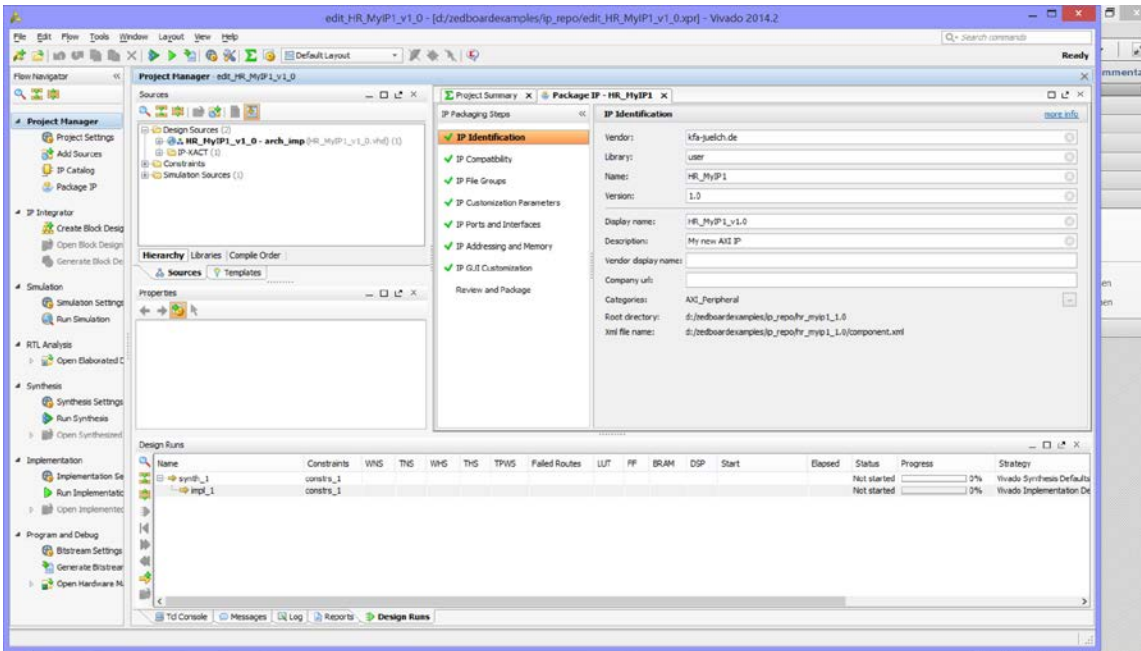 edit_HR_MyIP1_v1_0 - [d:/zedboardexamples/ip_repo/edit_HR_MyIP1_v1_0.xpr] - Vivado 2014.2
File Edit Flow Tools Window Layout View Help
Search commands
Default Layout
Ready
Flow Navigator
Project Manager
Project Settings
Add Sources
IP Catalog
Package IP
IP Integrator
Create Block Desig
Open Block Design
Generate Block De
Simulation
Simulation Settings
Run Simulation
RTL Analysis
Open Elaborated D
Synthesis
Synthesis Settings
Run Synthesis
Open Synthesized
Implementation
Implementation Se
Run Implementatic
Open Implemented
Program and Debug
Bitstream Settings
Generate Bitstrear
Open Hardware M
Project Manager - edit_HR_MyIP1_v1_0
Sources
Design Sources (2)
HR_MyIP1_v1_0 - arch_imp (HR_MyIP1_v1_0.vhd) (1)
IP-XACT (1)
Constraints
Simulation Sources (1)
Hierarchy Libraries Compile Order
Sources Templates
Properties
Project Summary Package IP - HR_MyIP1
IP Packaging Steps
IP Identification
IP Compatibility
IP File Groups
IP Customization Parameters
IP Ports and Interfaces
IP Addressing and Memory
IP GUI Customization
Review and Package
IP Identification more info
Vendor: kfa-juelich.de
Library: user
Name: HR_MyIP1
Version: 1.0
Display name: HR_MyIP1_v1.0
Description: My new AXI IP
Vendor display name:
Company url:
Categories: AXI_Peripheral
Root directory: d:/zedboardexamples/ip_repo/hr_myip1_1.0
Xml file name: d:/zedboardexamples/ip_repo/hr_myip1_1.0/component.xml
Design Runs
Name Constraints WNS TNS WHS THS TPWS Failed Routes LUT FF BRAM DSP Start Elapsed Status Progress Strategy
synth_1 constrs_1 Not started 0% Vivado Synthesis Defaults
impl_1 constrs_1 Not started 0% Vivado Implementation De
Tcl Console Messages Log Reports Design Runs
mmenta
en
en